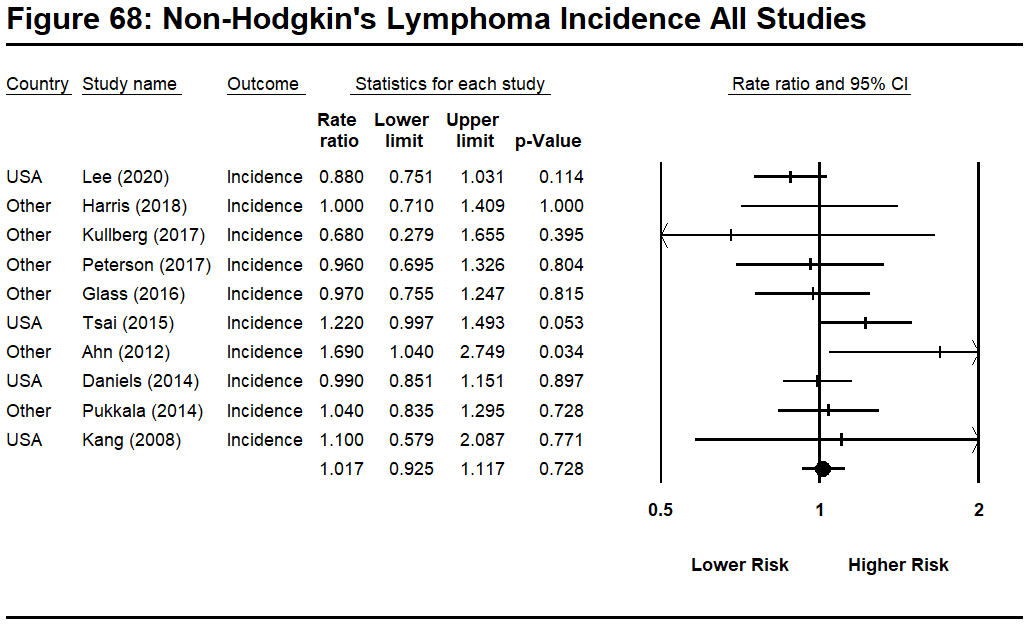 Figure 68: Non-Hodgkin's Lymphoma Incidence All Studies
Country Study name Outcome Statistics for each study Rate ratio and 95% CI
Rate Lower Upper
ratio limit limit p-Value
USA Lee (2020) Incidence 0.880 0.751 1.031 0.114
Other Harris (2018) Incidence 1.000 0.710 1.409 1.000
Other Kullberg (2017) Incidence 0.680 0.279 1.655 0.395
Other Peterson (2017) Incidence 0.960 0.695 1.326 0.804
Other Glass (2016) Incidence 0.970 0.755 1.247 0.815
USA Tsai (2015) Incidence 1.220 0.997 1.493 0.053
Other Ahn (2012) Incidence 1.690 1.040 2.749 0.034
USA Daniels (2014) Incidence 0.990 0.851 1.151 0.897
Other Pukkala (2014) Incidence 1.040 0.835 1.295 0.728
USA Kang (2008) Incidence 1.100 0.579 2.087 0.771
1.017 0.925 1.117 0.728
0.5 1 2
Lower Risk Higher Risk